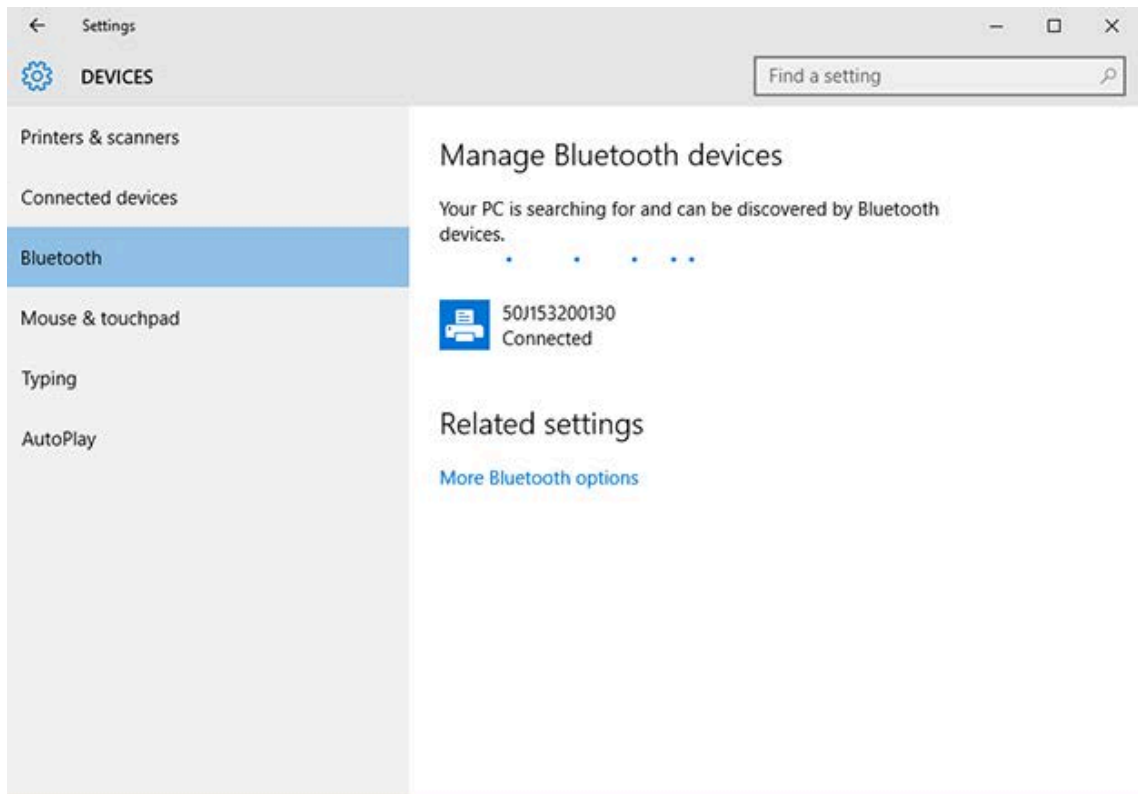 Settings
DEVICES
Find a setting
Printers & scanners
Connected devices
Bluetooth
Mouse & touchpad
Typing
AutoPlay
Manage Bluetooth devices
Your PC is searching for and can be discovered by Bluetooth
devices.
50J153200130
Connected
Related settings
More Bluetooth options